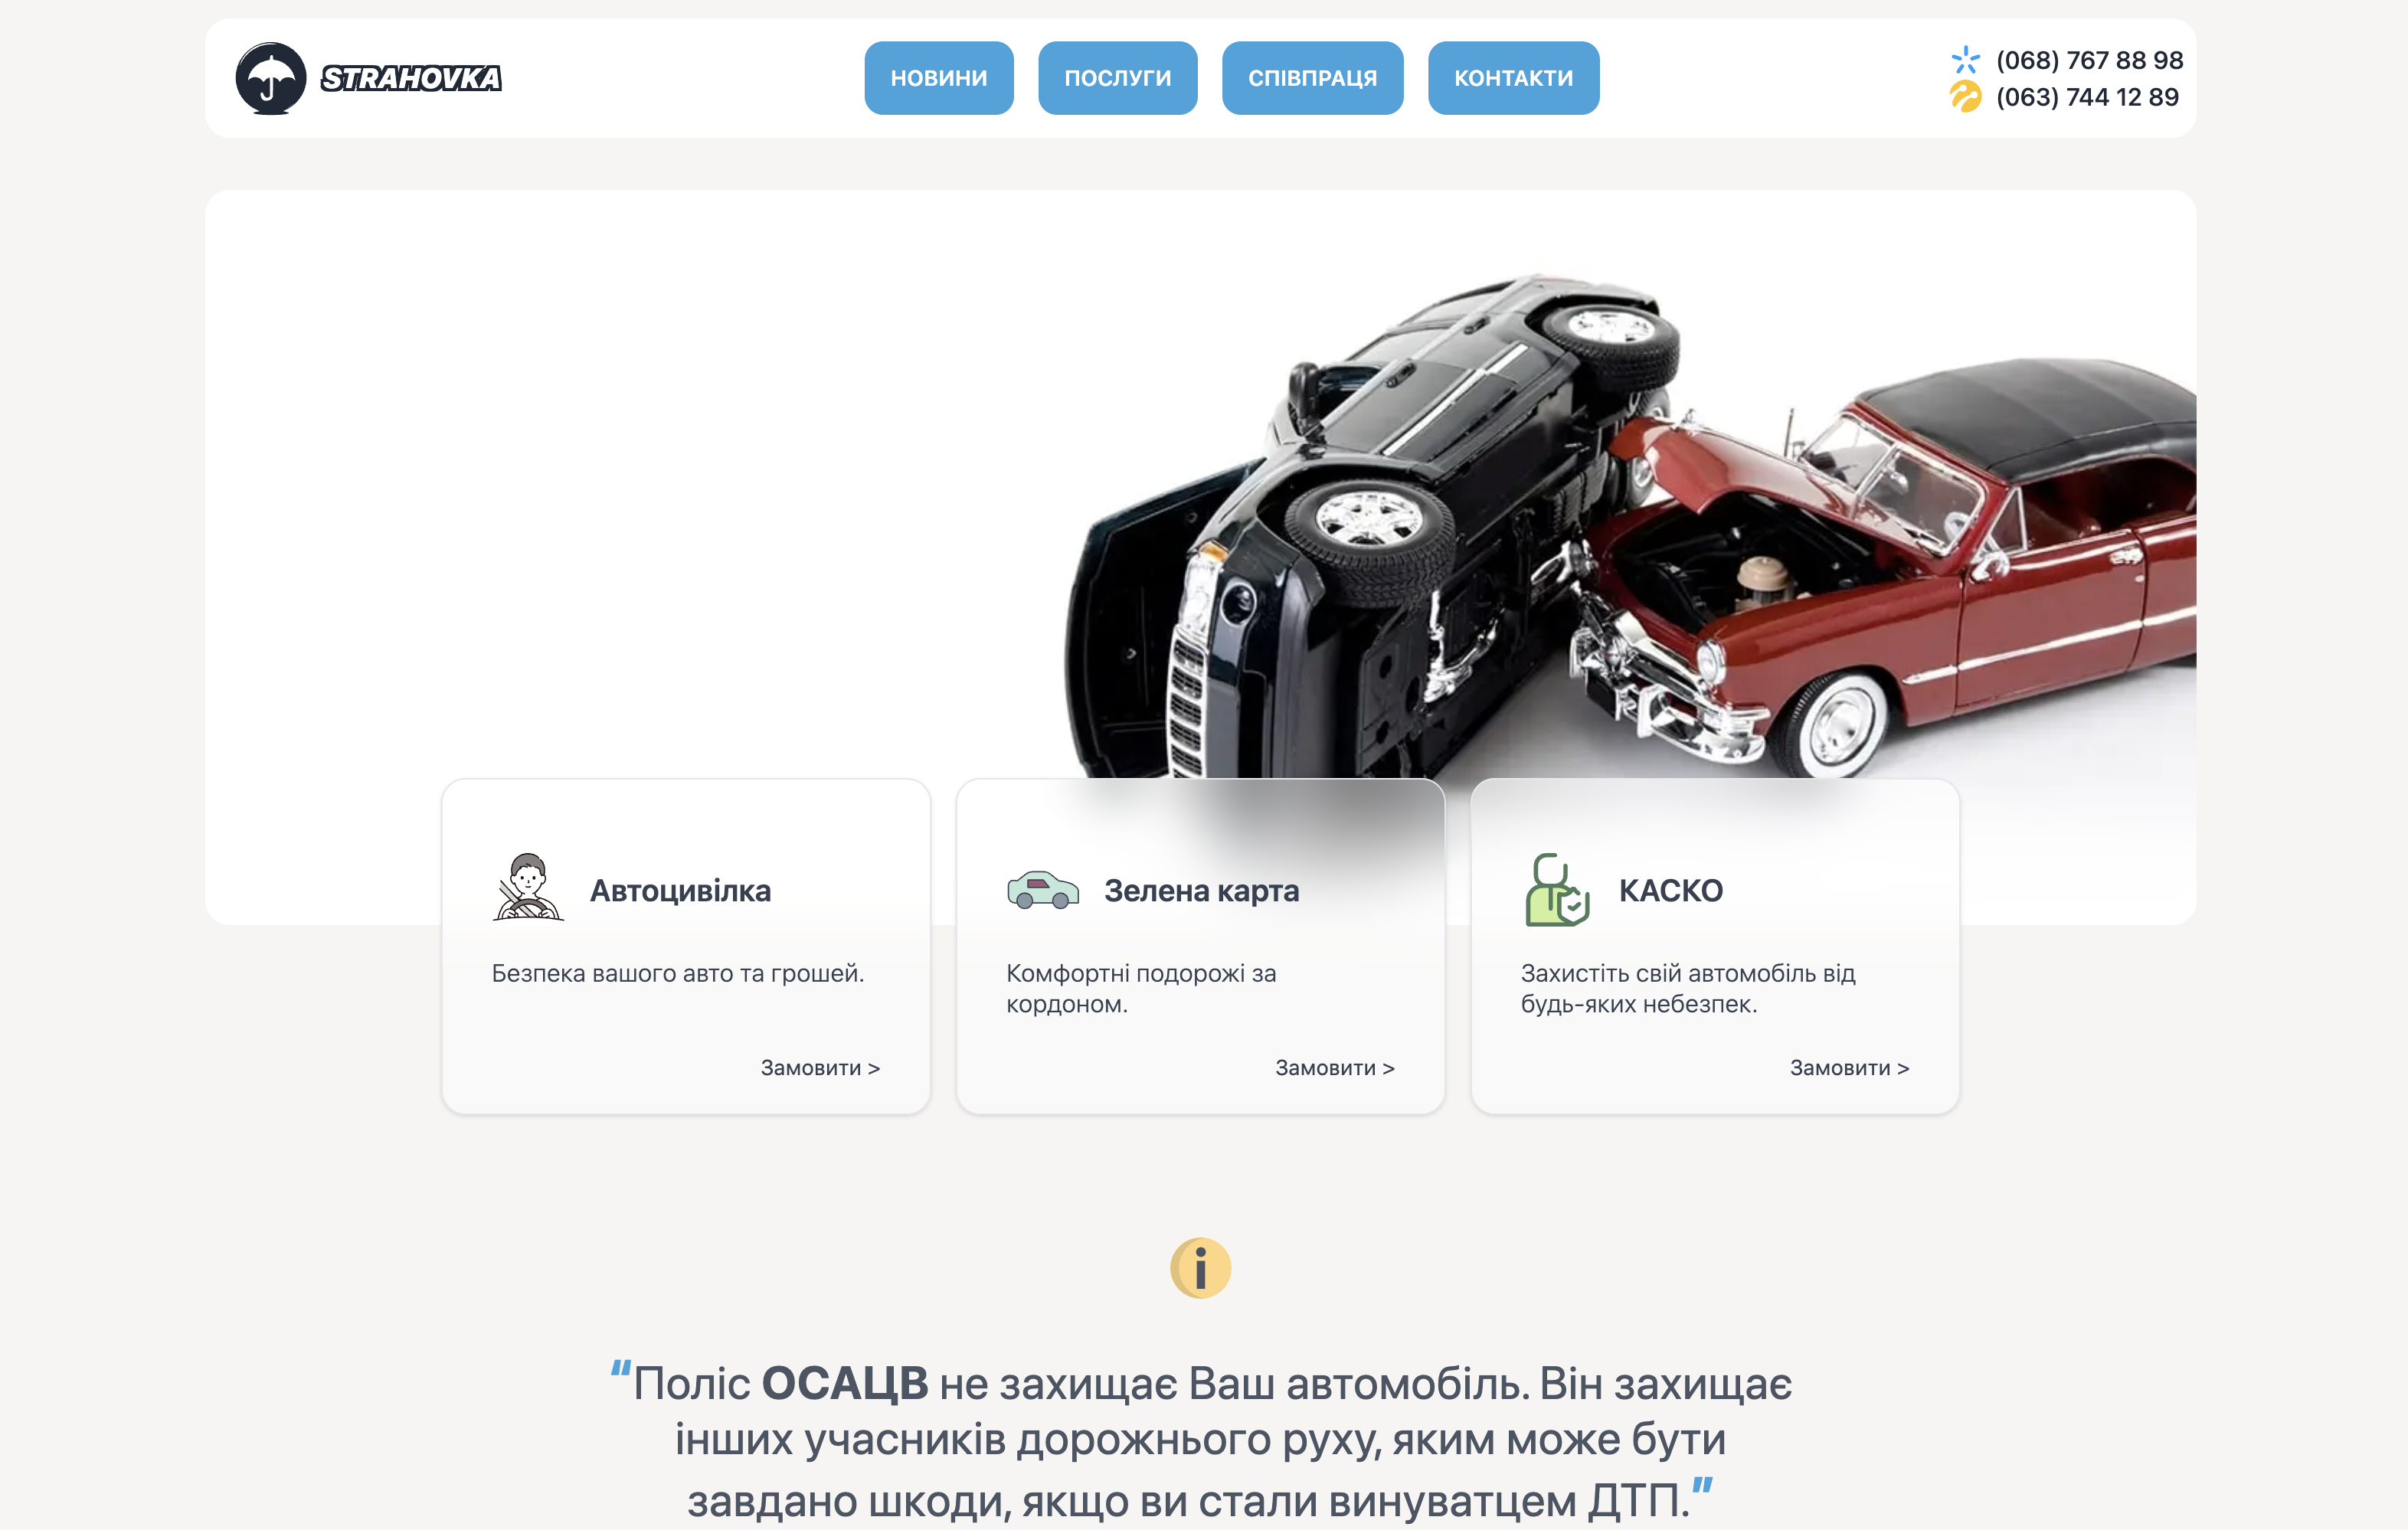 STRAHOVKA
НОВИНИ
ПОСЛУГИ
СПІВПРАЦЯ
КОНТАКТИ
(068) 767 88 98
(063) 744 12 89
Автоцивілка
Безпека вашого авто та грошей.
Замовити >
Зелена карта
Комфортні подорожі за
кордоном.
Замовити >
КАСКО
Захистіть свій автомобіль від
будь-яких небезпек.
Замовити >
i
"Поліс ОСАЦВ не захищає Ваш автомобіль. Він захищає
інших учасників дорожнього руху, яким може бути
завдано шкоди, якщо ви стали винуватцем ДТП."